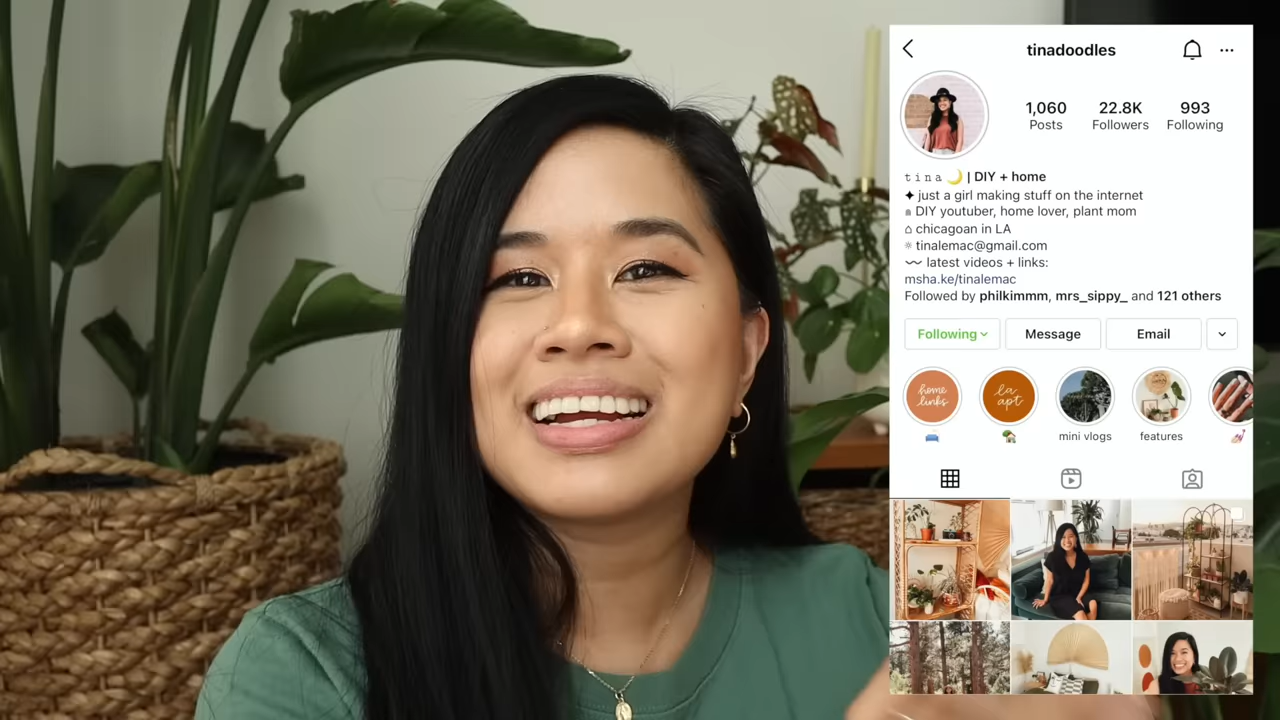 tinadoodles
1,060 22.8K 993
Posts Followers Following
t i n a 🌙 | DIY + home
✦ just a girl making stuff on the internet
⍝ DIY youtuber, home lover, plant mom
⌂ chicagoan in LA
☼ tinalemac@gmail.com
〰 latest videos + links:
msha.ke/tinalemac
Followed by philkimmm, mrs_sippy_ and 121 others
Following Message Email
home
links
la
apt
mini vlogs features